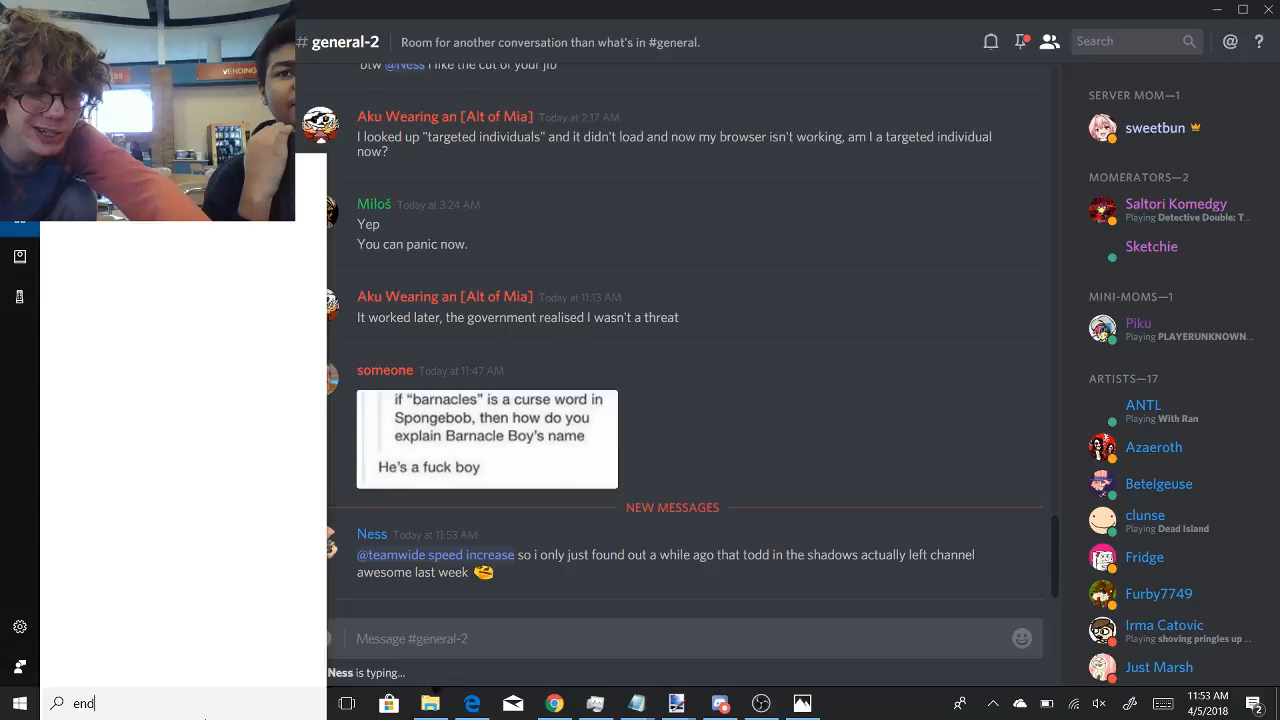 # general-2
Room for another conversation than what's in #general.
Search
@
?
btw @Ness I like the cut of your jib
VENDING
Aku Wearing an [Alt of Mia] Today at 2:17 AM
I looked up "targeted individuals" and it didn't load and now my browser isn't working, am I a targeted individual
now?
Miloš Today at 3:24 AM
Yep
You can panic now.
Aku Wearing an [Alt of Mia] Today at 11:13 AM
It worked later, the government realised I wasn't a threat
someone Today at 11:47 AM
if “barnacles” is a curse word in
Spongebob, then how do you
explain Barnacle Boy's name
He's a fuck boy
NEW MESSAGES
Ness Today at 11:53 AM
@teamwide speed increase so i only just found out a while ago that todd in the shadows actually left channel
awesome last week
Message #general-2
Ness is typing...
SERVER MOM—1
sweetbun
MOMERATORS—2
Saltori Komedgy
Playing Detective Double: T...
Sketchie
MINI-MOMS—1
Piku
Playing PLAYERUNKNOWN...
ARTISTS—17
ANTL
Playing With Ran
Azaeroth
Betelgeuse
clunse
Playing Dead Island
Fridge
Furby7749
Irma Catovic
Playing shoving pringles up ...
Just Marsh
end
11:53 AM
4/5/2018